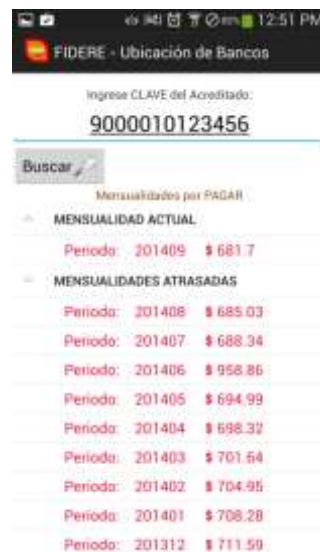 12:51 PM
FIDERE - Ubicación de Bancos
Ingrese CLAVE del Acreditado:
9000010123456
Buscar
Mensualidades por PAGAR
MENSUALIDAD ACTUAL
Periodo: 201409 $ 681.7
MENSUALIDADES ATRASADAS
Periodo: 201408 $ 685.03
Periodo: 201407 $ 688.34
Periodo: 201406 $ 958.86
Periodo: 201405 $ 694.99
Periodo: 201404 $ 698.32
Periodo: 201403 $ 701.64
Periodo: 201402 $ 704.95
Periodo: 201401 $ 708.28
Periodo: 201312 $ 711.59